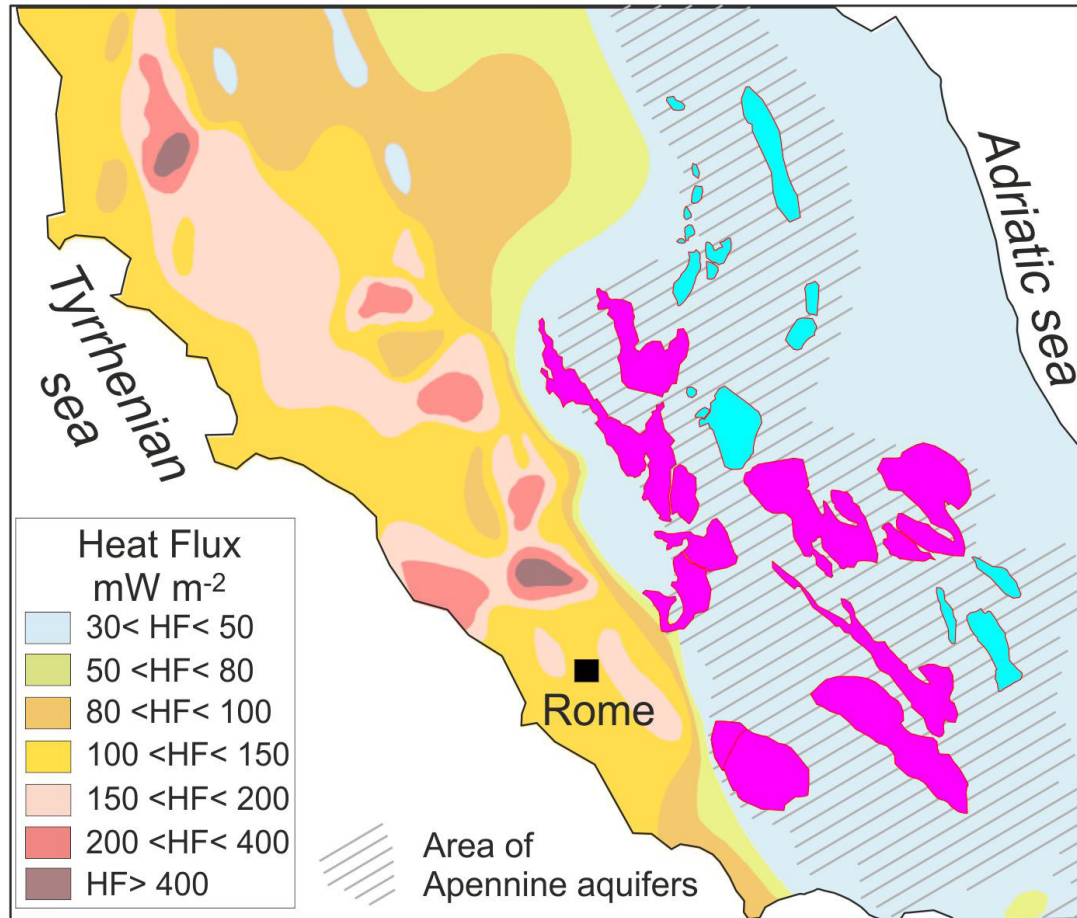 Adriatic sea
Tyrrhenian
sea
Heat Flux
mW m-2
30< HF< 50
50 <HF< 80
80 <HF< 100
100 <HF< 150
150 <HF< 200
200 <HF< 400
HF> 400
Rome
Area of
Apennine aquifers